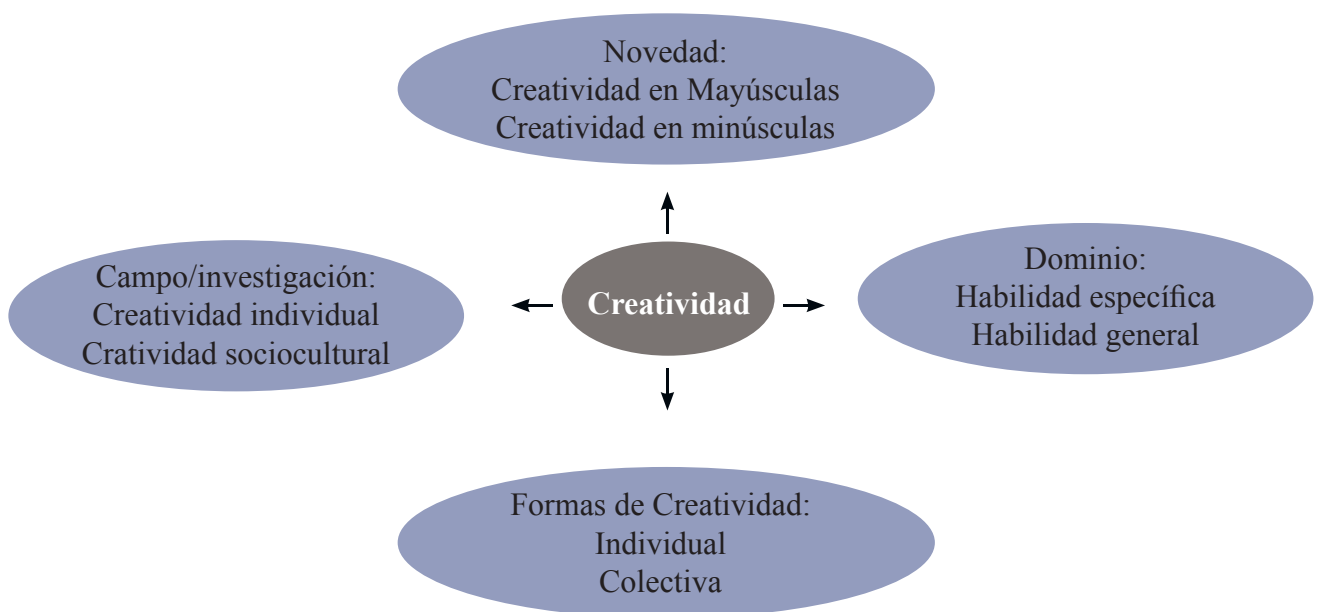 Novedad:
Creatividad en Mayúsculas
Creatividad en minúsculas
Campo/investigación:
Creatividad individual
Cratividad sociocultural
Creatividad
Dominio:
Habilidad específica
Habilidad general
Formas de Creatividad:
Individual
Colectiva